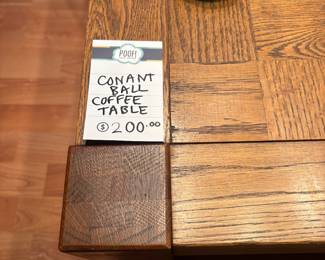 POOF!
CONANT
BALL
COFFEE
TABLE
$ 200.00